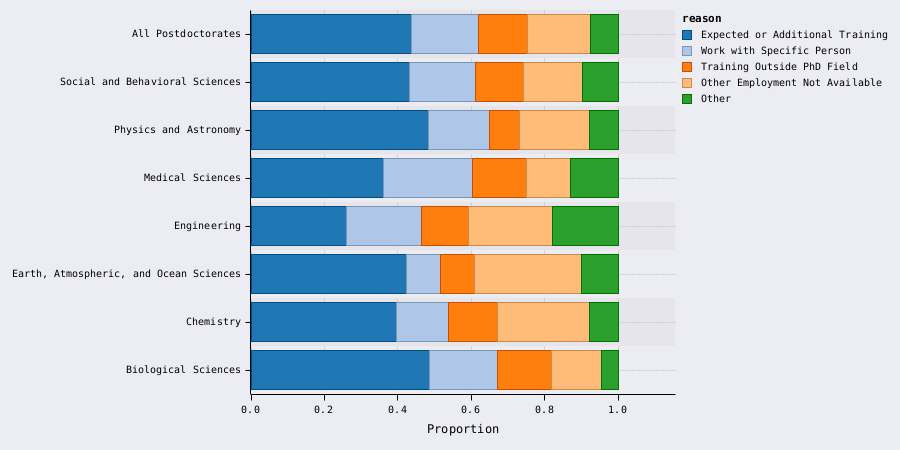 All Postdoctorates
Social and Behavioral Sciences
Physics and Astronomy
Medical Sciences
Engineering
Earth, Atmospheric, and Ocean Sciences
Chemistry
Biological Sciences
0.0 0.2 0.4 0.6 0.8 1.0
Proportion
reason
Expected or Additional Training
Work with Specific Person
Training Outside PhD Field
Other Employment Not Available
Other